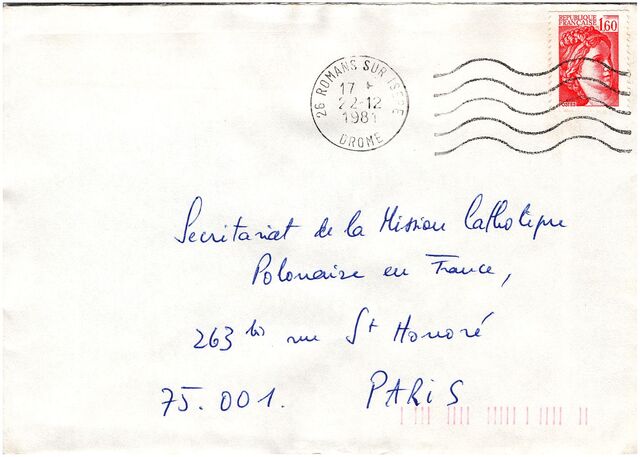 REPUBLIQUE
FRANÇAISE 1,60
26 ROMANS SUR ISERE
17
22-12
1981
DROME
Secrétariat de la Mission Catholique
Polonaise en France,
263 bis rue St Honoré
75.001. PARIS